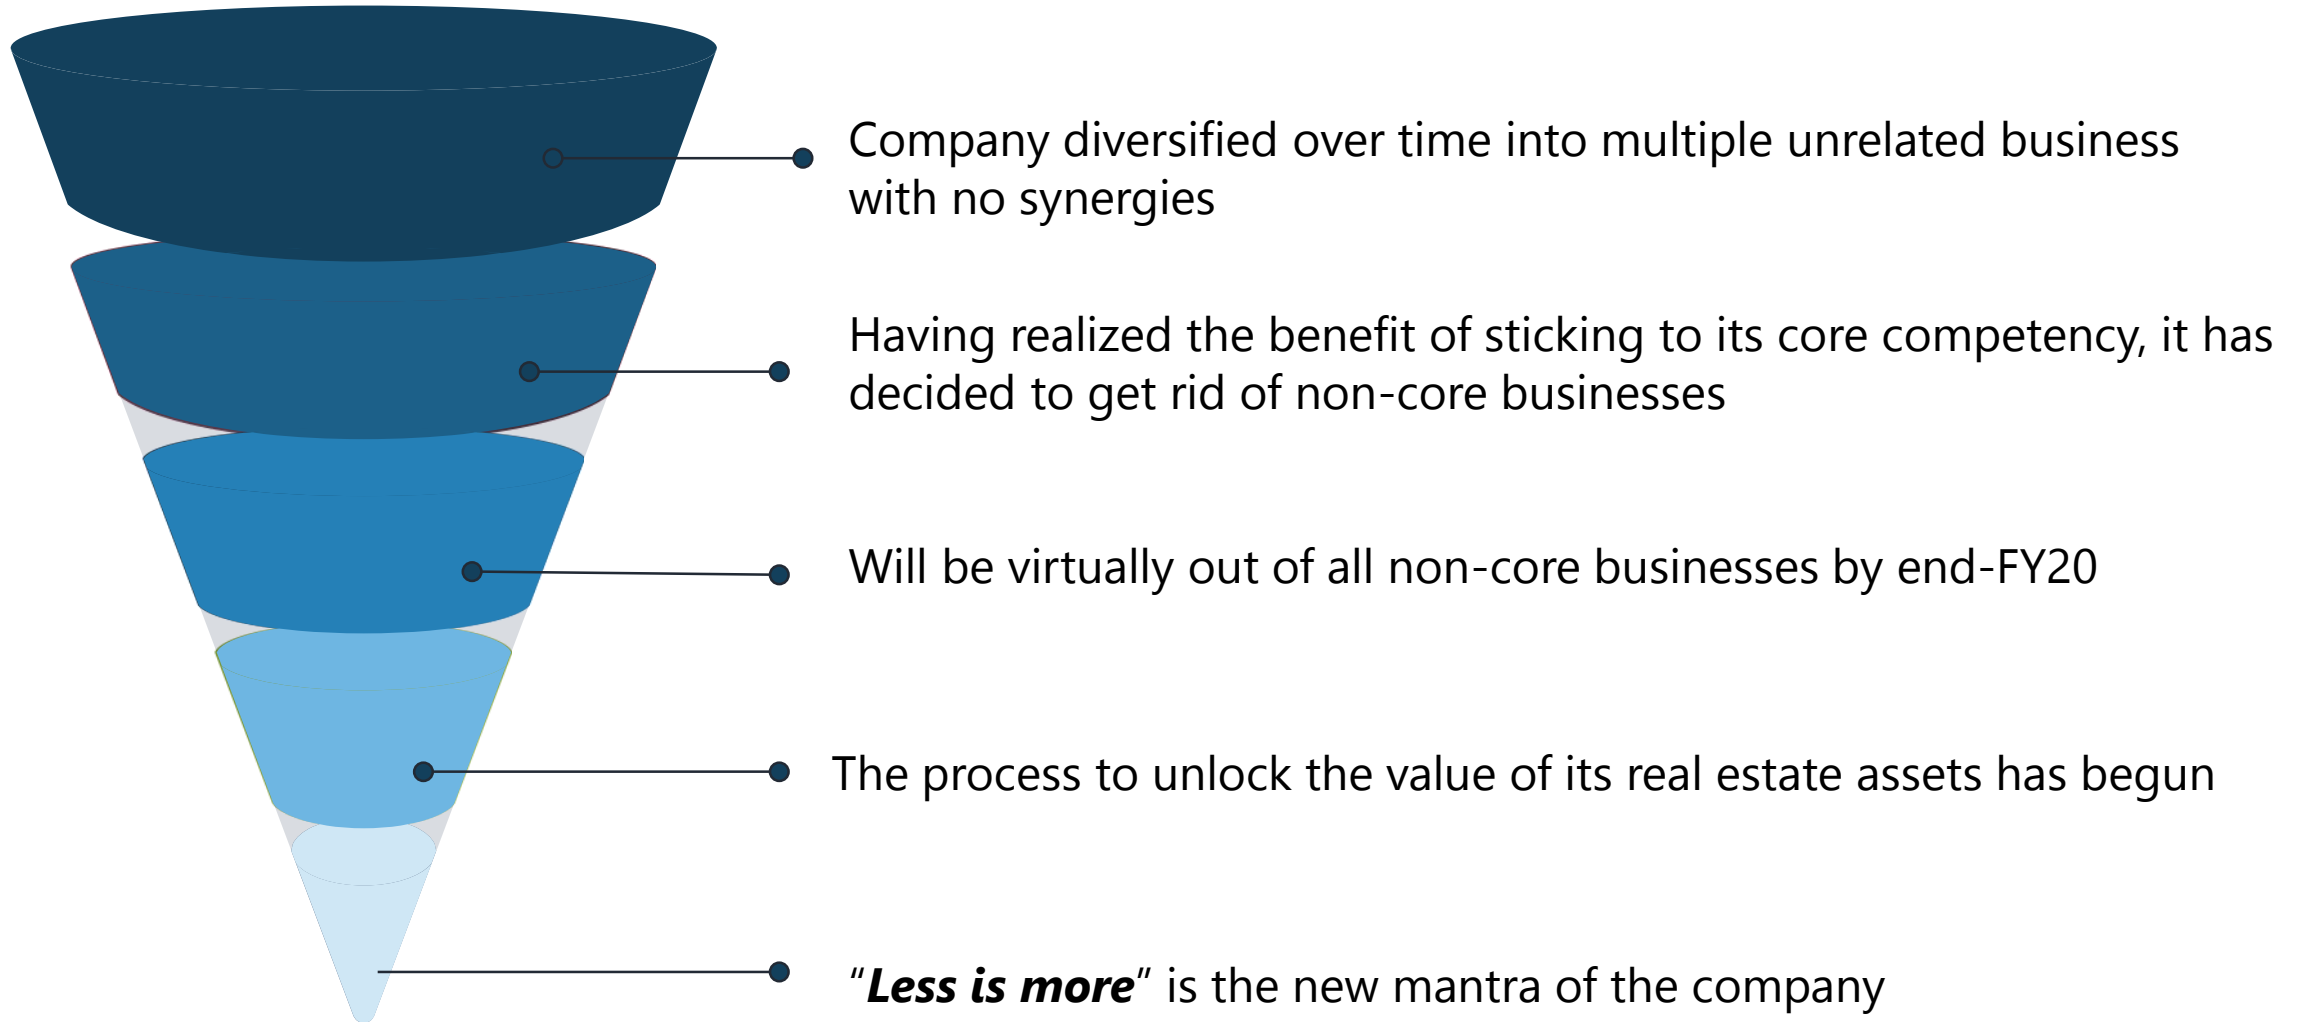 Company diversified over time into multiple unrelated business
with no synergies
Having realized the benefit of sticking to its core competency, it has
decided to get rid of non-core businesses
Will be virtually out of all non-core businesses by end-FY20
The process to unlock the value of its real estate assets has begun
“Less is more” is the new mantra of the company